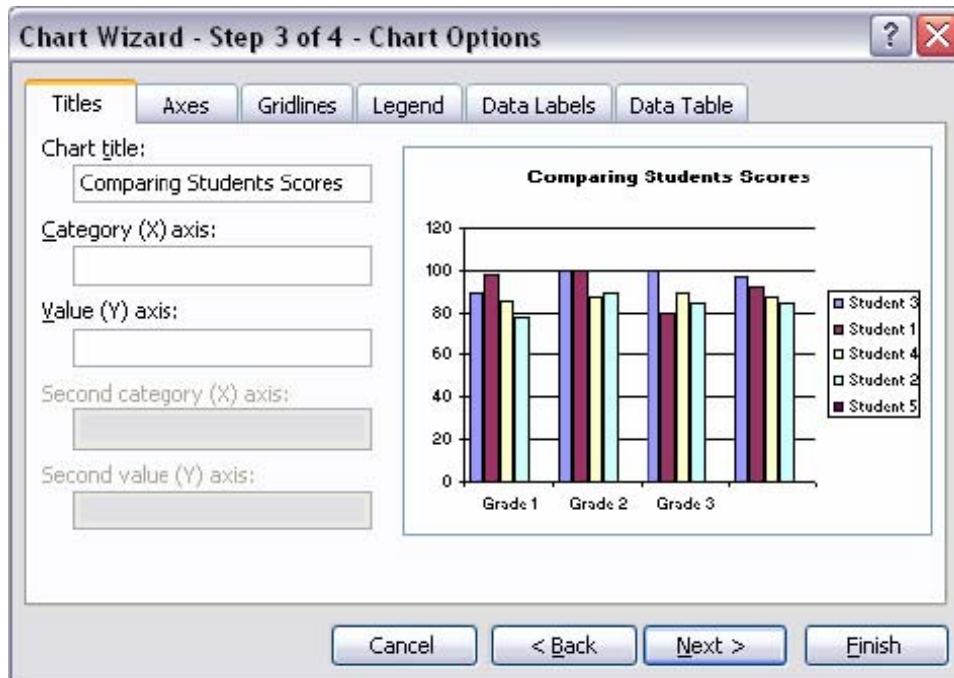 Chart Wizard - Step 3 of 4 - Chart Options
?
Titles
Axes
Gridlines
Legend
Data Labels
Data Table
Chart title:
Comparing Students Scores
Category (X) axis:
Value (Y) axis:
Second category (X) axis:
Second value (Y) axis:
Comparing Students Scores
120
100
80
60
40
20
0
Grade 1
Grade 2
Grade 3
Student 3
Student 1
Student 4
Student 2
Student 5
Cancel
< Back
Next >
Finish